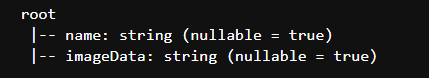 root
 |-- name: string (nullable = true)
 |-- imageData: string (nullable = true)